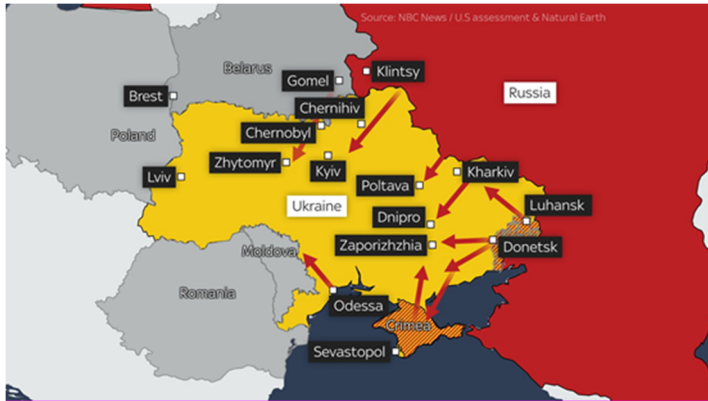 Source: NBC News / U.S assessment & Natural Earth
Belarus
Gomel
Klintsy
Brest
Russia
Chernihiv
Poland
Chernobyl
Zhytomyr
Kyiv
Lviv
Poltava
Kharkiv
Ukraine
Luhansk
Dnipro
Zaporizhzhia
Donetsk
Moldova
Romania
Odessa
Crimea
Sevastopol